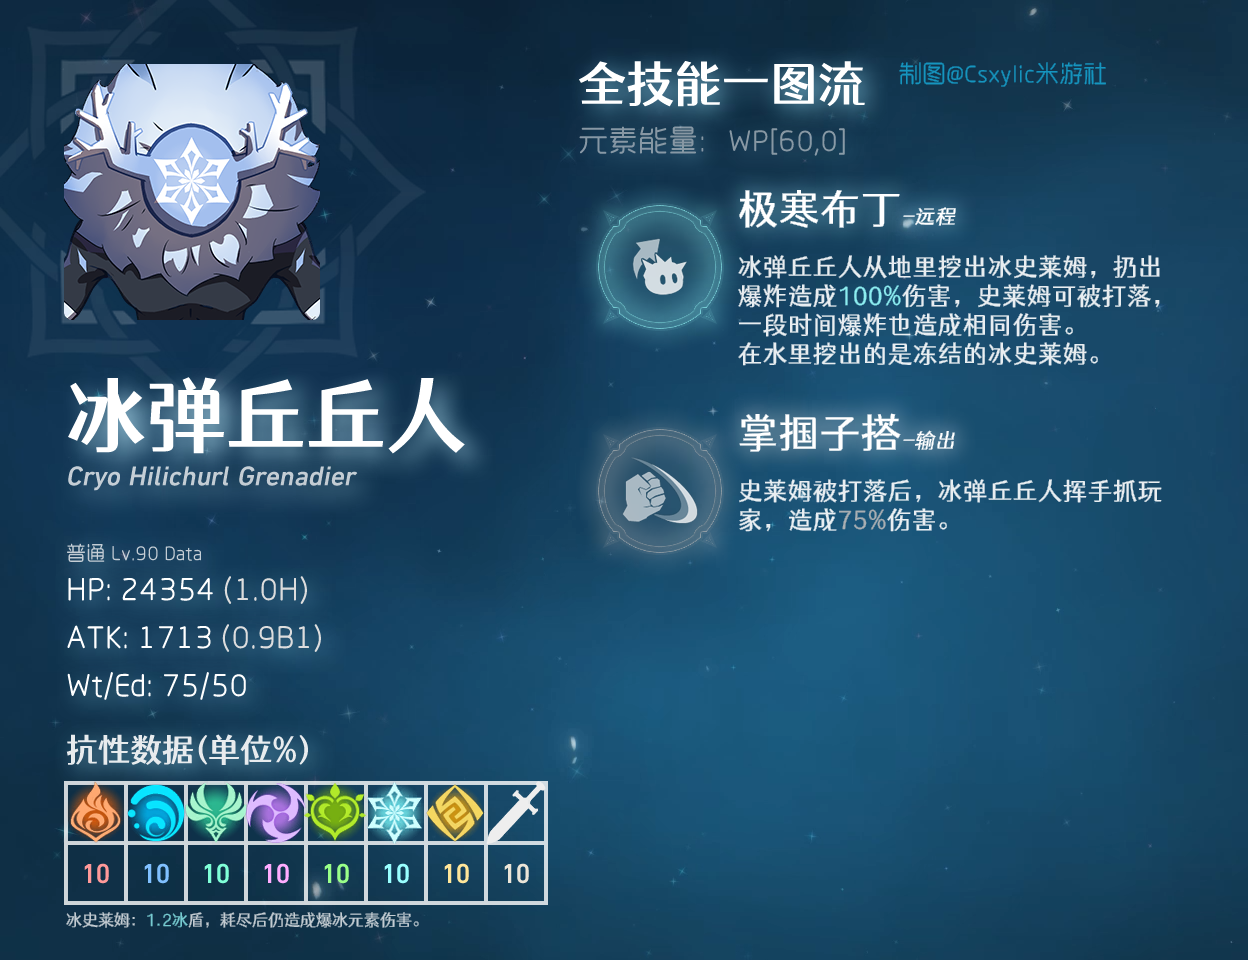 全技能一图流
制图@Csxylic米游社
元素能量： WP[60,0]
极寒布丁-远程
冰弹丘丘人从地里挖出冰史莱姆，扔出
爆炸造成100%伤害，史莱姆可被打落，
一段时间爆炸也造成相同伤害。
在水里挖出的是冻结的冰史莱姆。
掌掴子搭-输出
史莱姆被打落后，冰弹丘丘人挥手抓玩
家，造成75%伤害。
冰弹丘丘人
Cryo Hilichurl Grenadier
普通 Lv.90 Data
HP: 24354 (1.0H)
ATK: 1713 (0.9B1)
Wt/Ed: 75/50
抗性数据(单位%)
10 10 10 10 10 10 10 10
冰史莱姆：1.2冰盾，耗尽后仍造成爆冰元素伤害。